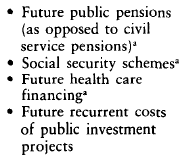 • Future public pensions
(as opposed to civil
service pensions)ᵃ
• Social security schemesᵃ
• Future health care
financingᵃ
• Future recurrent costs
of public investment
projects